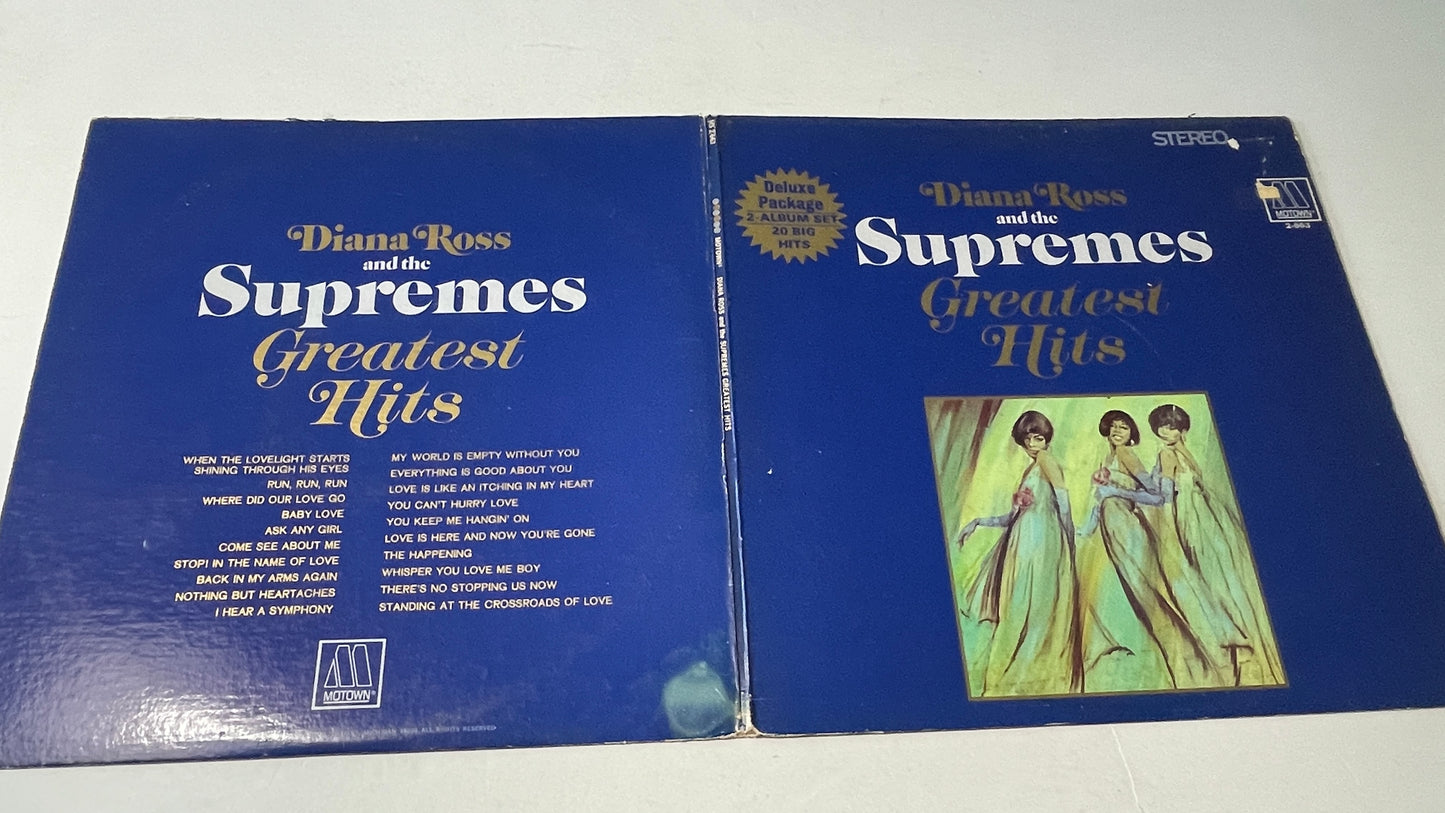 Diana Ross
and the
Supremes
Greatest
Hits
WHEN THE LOVELIGHT STARTS
SHINING THROUGH HIS EYES
RUN, RUN, RUN
WHERE DID OUR LOVE GO
BABY LOVE
ASK ANY GIRL
COME SEE ABOUT ME
STOP! IN THE NAME OF LOVE
BACK IN MY ARMS AGAIN
NOTHING BUT HEARTACHES
I HEAR A SYMPHONY
MY WORLD IS EMPTY WITHOUT YOU
EVERYTHING IS GOOD ABOUT YOU
LOVE IS LIKE AN ITCHING IN MY HEART
YOU CAN'T HURRY LOVE
YOU KEEP ME HANGIN' ON
LOVE IS HERE AND NOW YOU'RE GONE
THE HAPPENING
WHISPER YOU LOVE ME BOY
THERE'S NO STOPPING US NOW
STANDING AT THE CROSSROADS OF LOVE
MOTOWN®
ALL RIGHTS RESERVED
MOTOWN DIANA ROSS and the SUPREMES GREATEST HITS
STEREO
Deluxe
Package
2-ALBUM SET
20 BIG
HITS
Diana Ross
and the
Supremes
Greatest
Hits
MOTOWN
2-663